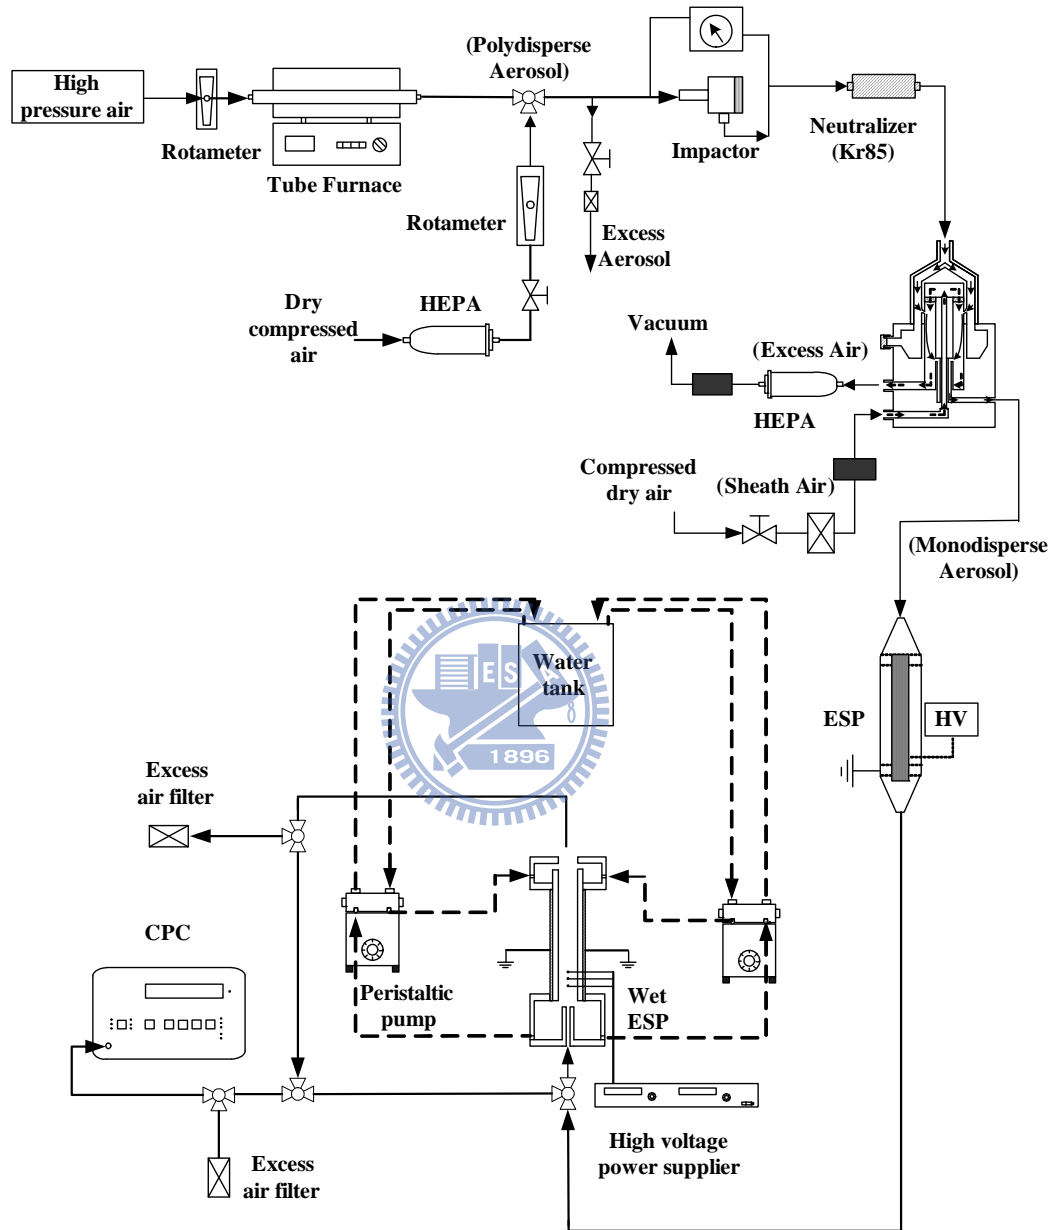 (Polydisperse
Aerosol)
High
pressure air
Rotameter
Tube Furnace
Impactor
Neutralizer
(Kr85)
Rotameter
Excess
Aerosol
Dry
compressed
air
HEPA
Vacuum
(Excess Air)
HEPA
Compressed
dry air
(Sheath Air)
(Monodisperse
Aerosol)
Water
tank
E S A
1896
ESP
HV
Excess
air filter
CPC
Peristaltic
pump
Wet
ESP
High voltage
power supplier
Excess
air filter